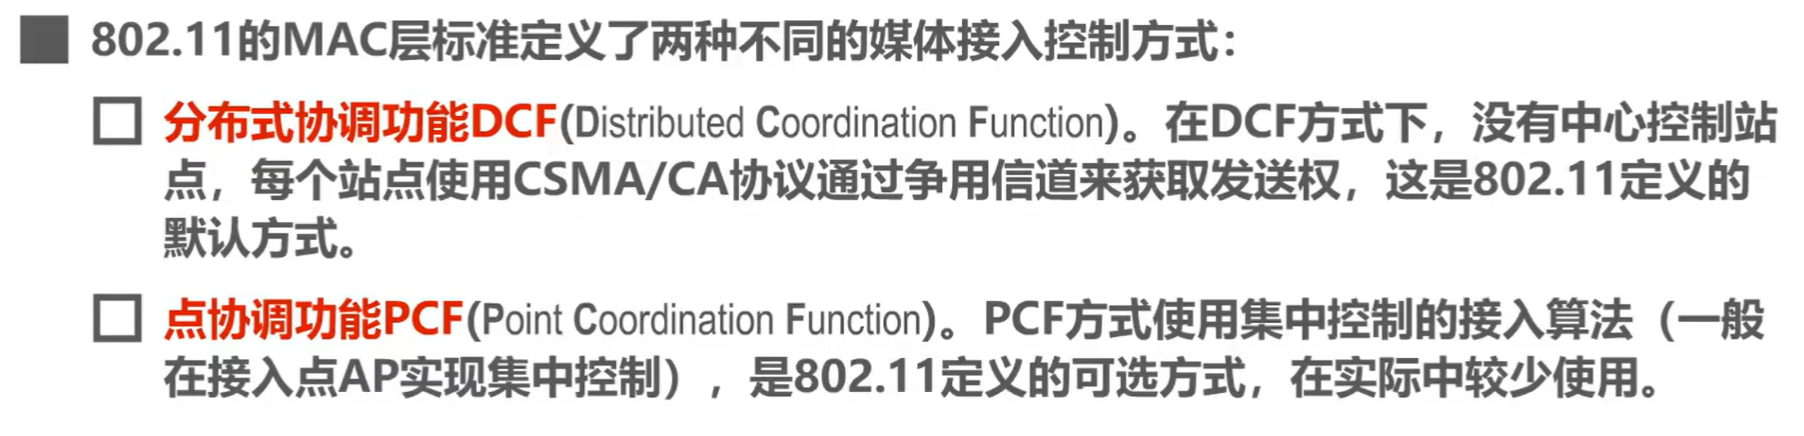 802.11的MAC层标准定义了两种不同的媒体接入控制方式：
分布式协调功能DCF(Distributed Coordination Function)。在DCF方式下，没有中心控制站
点，每个站点使用CSMA/CA协议通过争用信道来获取发送权，这是802.11定义的
默认方式。
点协调功能PCF(Point Coordination Function)。PCF方式使用集中控制的接入算法（一般
在接入点AP实现集中控制），是802.11定义的可选方式，在实际中较少使用。